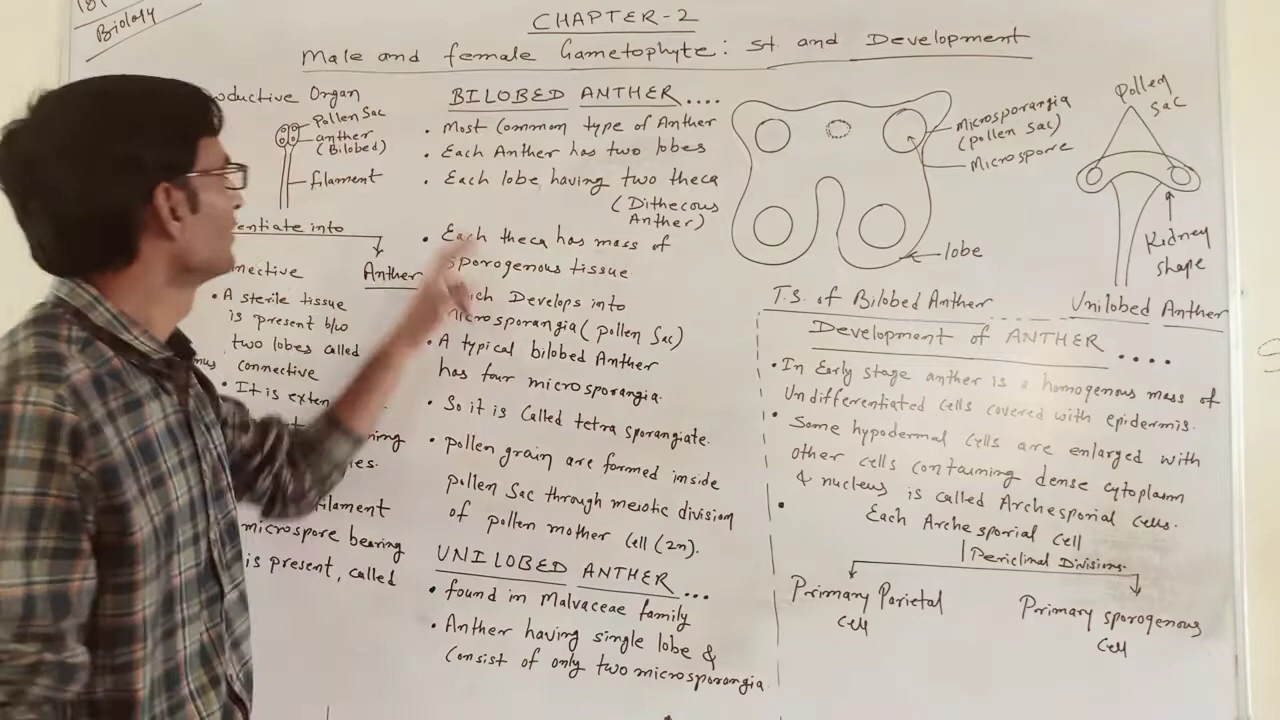 Biology
CHAPTER-2
Male and female Gametophyte: st and Development
oductive Organ
Pollen Sac
anther
(Bilobed)
filament
entiate into
nective
Anther
• A sterile tissue
is present b/w
two lobes called
nus connective
• It is exten
ning
ies.
filament
microspore bearing
is present, called
BILOBED ANTHER....
• Most Common type of Anther
• Each Anther has two lobes
• Each lobe having two theca
(Dithecous
Anther)
• Each theca has mass of
sporogenous tissue
ich Develops into
Microsporangia (pollen Sac)
• A typical bilobed Anther
has four microsporangia.
• So it is Called tetra sporangiate.
• pollen grain are formed inside
pollen Sac through meiotic division
of pollen mother Cell (2n).
UNILOBED ANTHER...
• found in Malvaceae family
• Anther having single lobe &
Consist of only two microsporangia
Microsporangia
(pollen Sac)
Microspore
lobe
T.S. of Bilobed Anther
Pollen
Sac
Kidney
shape
Unilobed Anther
Development of ANTHER....
• In Early stage anther is a homogenous mass of
Undifferentiated Cells covered with epidermis.
• Some hypodermal Cells are enlarged with
other cells containing dense cytoplasm
& nucleus is called Archesporial Cells.
• Each Archesporial Cell
Periclinal Divisions.
Primary Parietal
Cell
Primary sporogenous
Cell